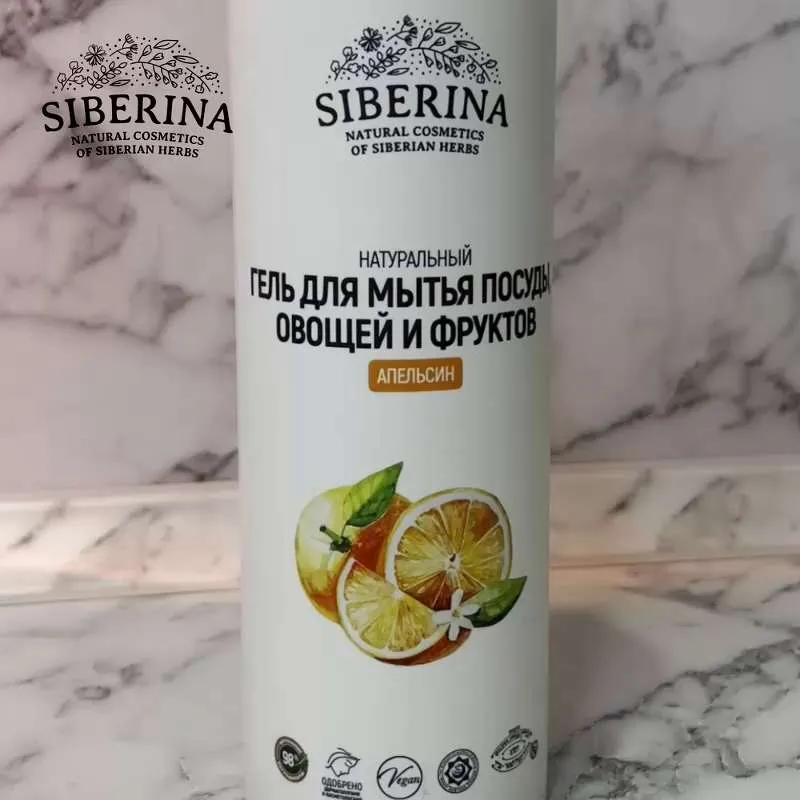 SIBERINA
NATURAL COSMETICS
OF SIBERIAN HERBS
SIBERINA
NATURAL COSMETICS
OF SIBERIAN HERBS
НАТУРАЛЬНЫЙ
ГЕЛЬ ДЛЯ МЫТЬЯ ПОСУДЫ,
ОВОЩЕЙ И ФРУКТОВ
АПЕЛЬСИН
98%
ОДОБРЕНО
Vegan